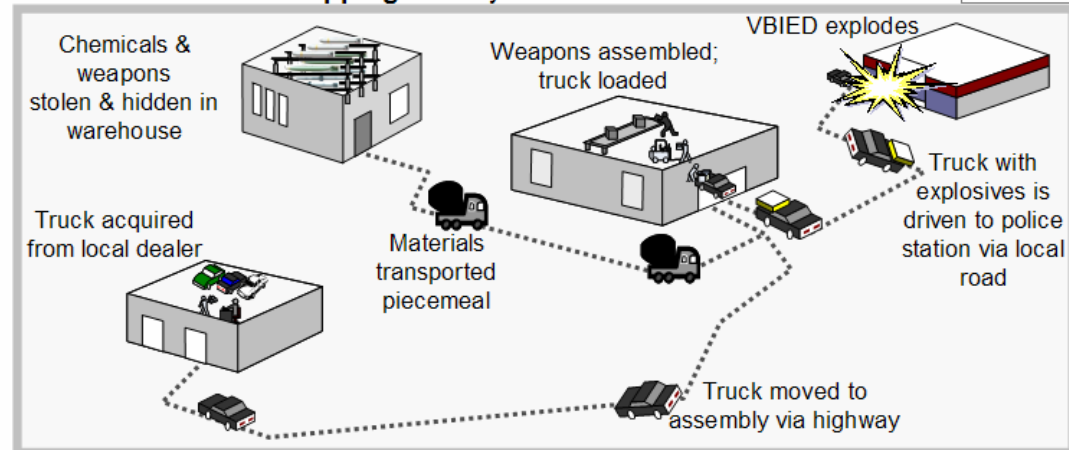 Chemicals &
weapons
stolen & hidden in
warehouse
Weapons assembled;
truck loaded
VBIED explodes
Truck acquired
from local dealer
Materials
transported
piecemeal
Truck with
explosives is
driven to police
station via local
road
Truck moved to
assembly via highway